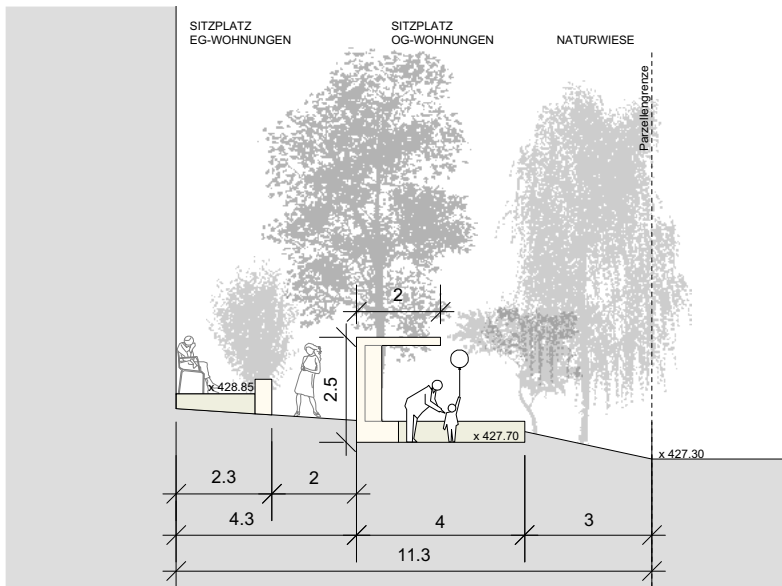 SITZPLATZ
EG-WOHNUNGEN
SITZPLATZ
OG-WOHNUNGEN
NATURWIESE
Parzellengrenze
2
2.5
x 428.85
x 427.70
x 427.30
2.3
2
4.3
4
3
11.3